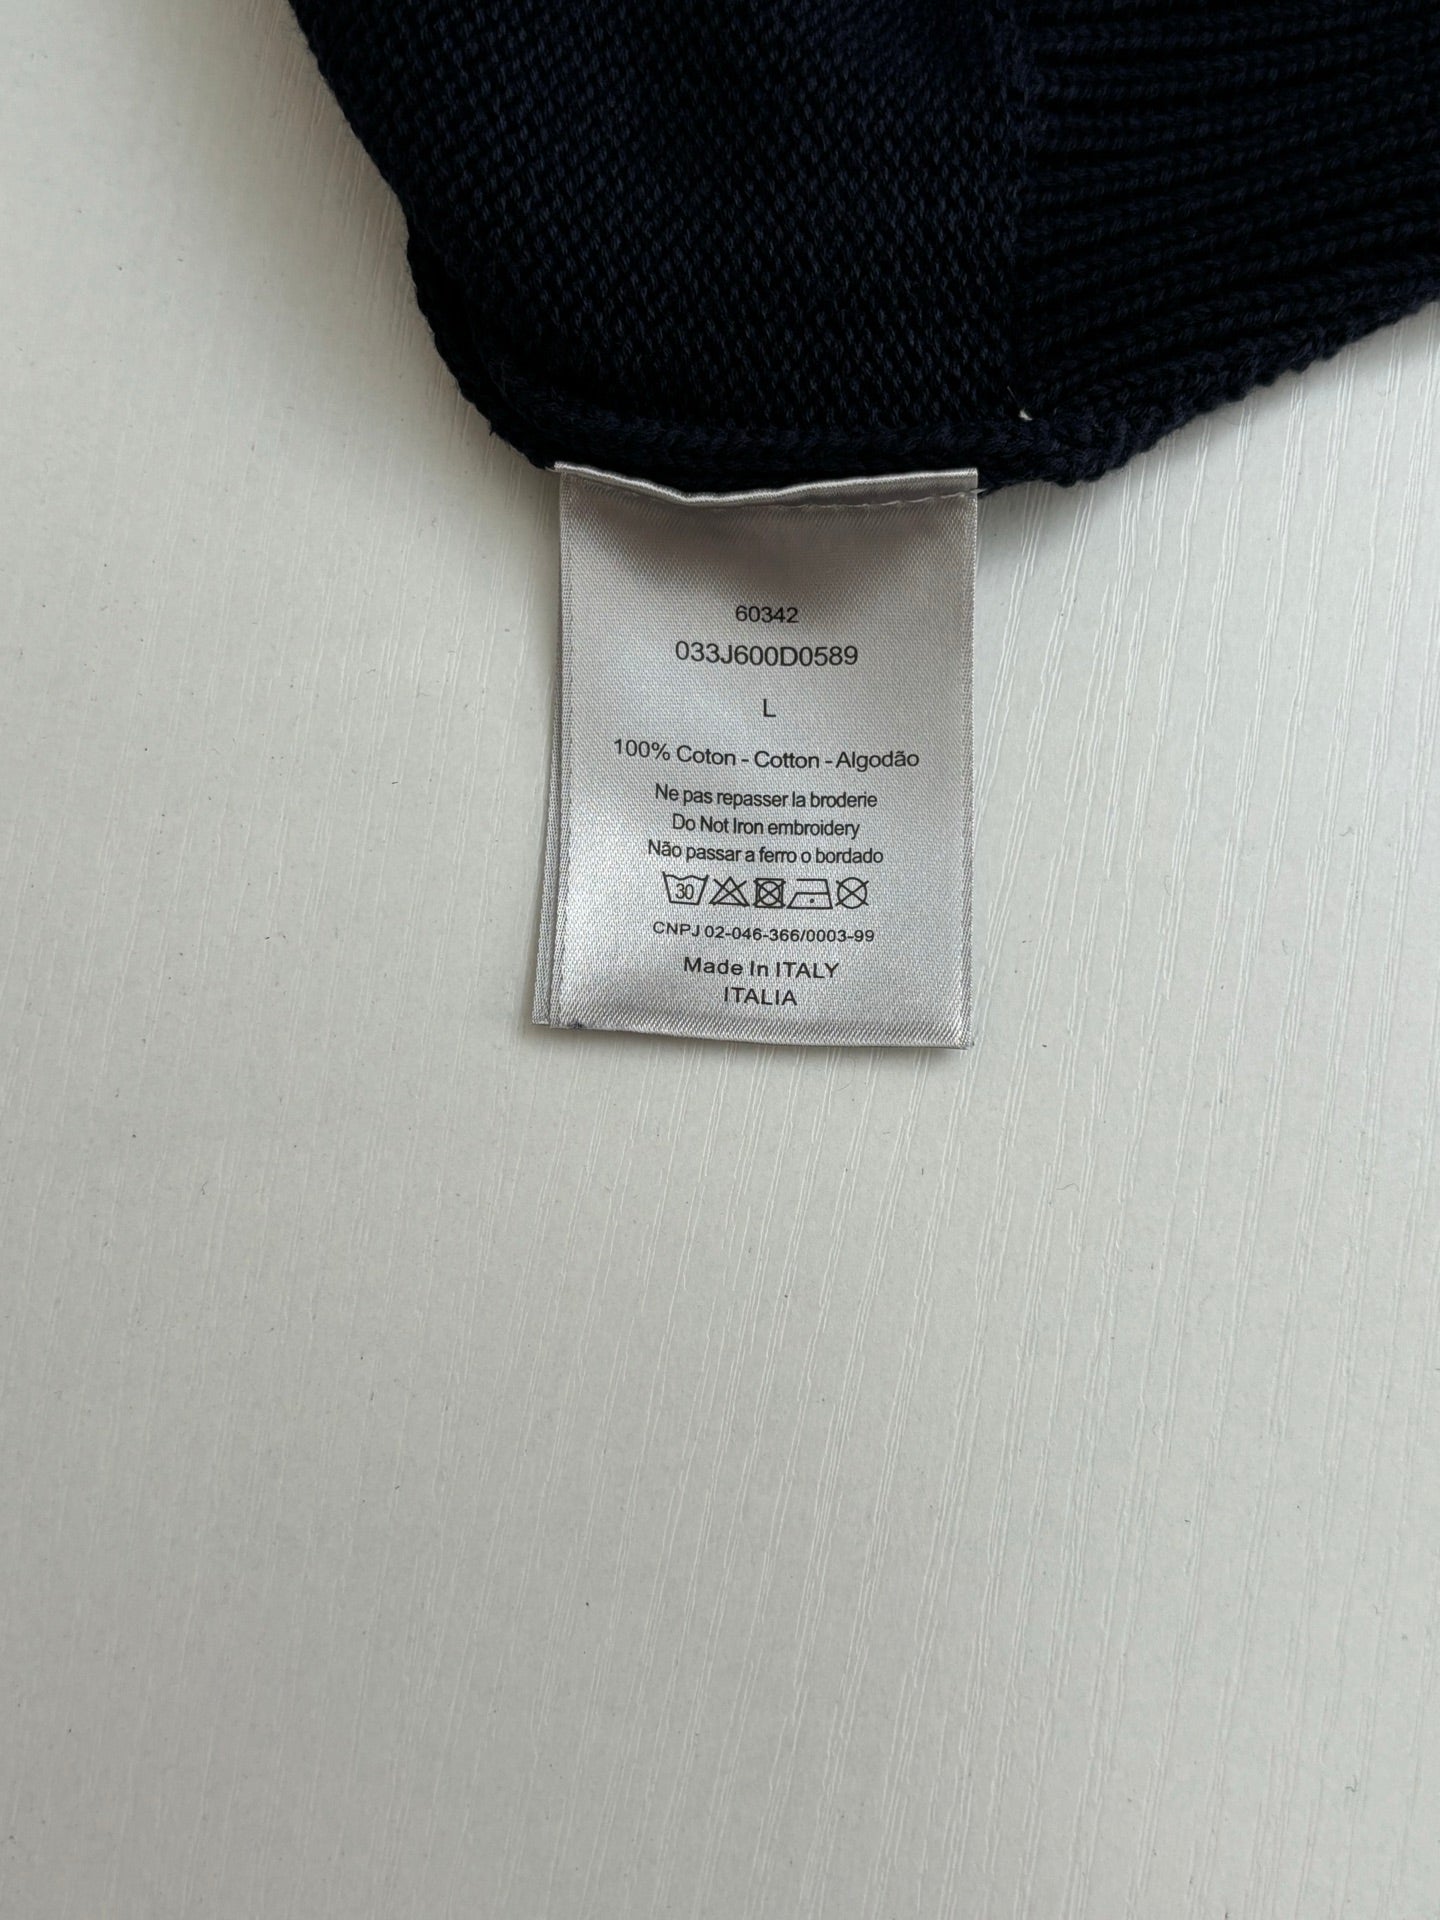 60342
033J600D0589
L
100% Coton - Cotton - Algodão
Ne pas repasser la broderie
Do Not Iron embroidery
Não passar a ferro o bordado
30
CNPJ 02-046-366/0003-99
Made In ITALY
ITALIA